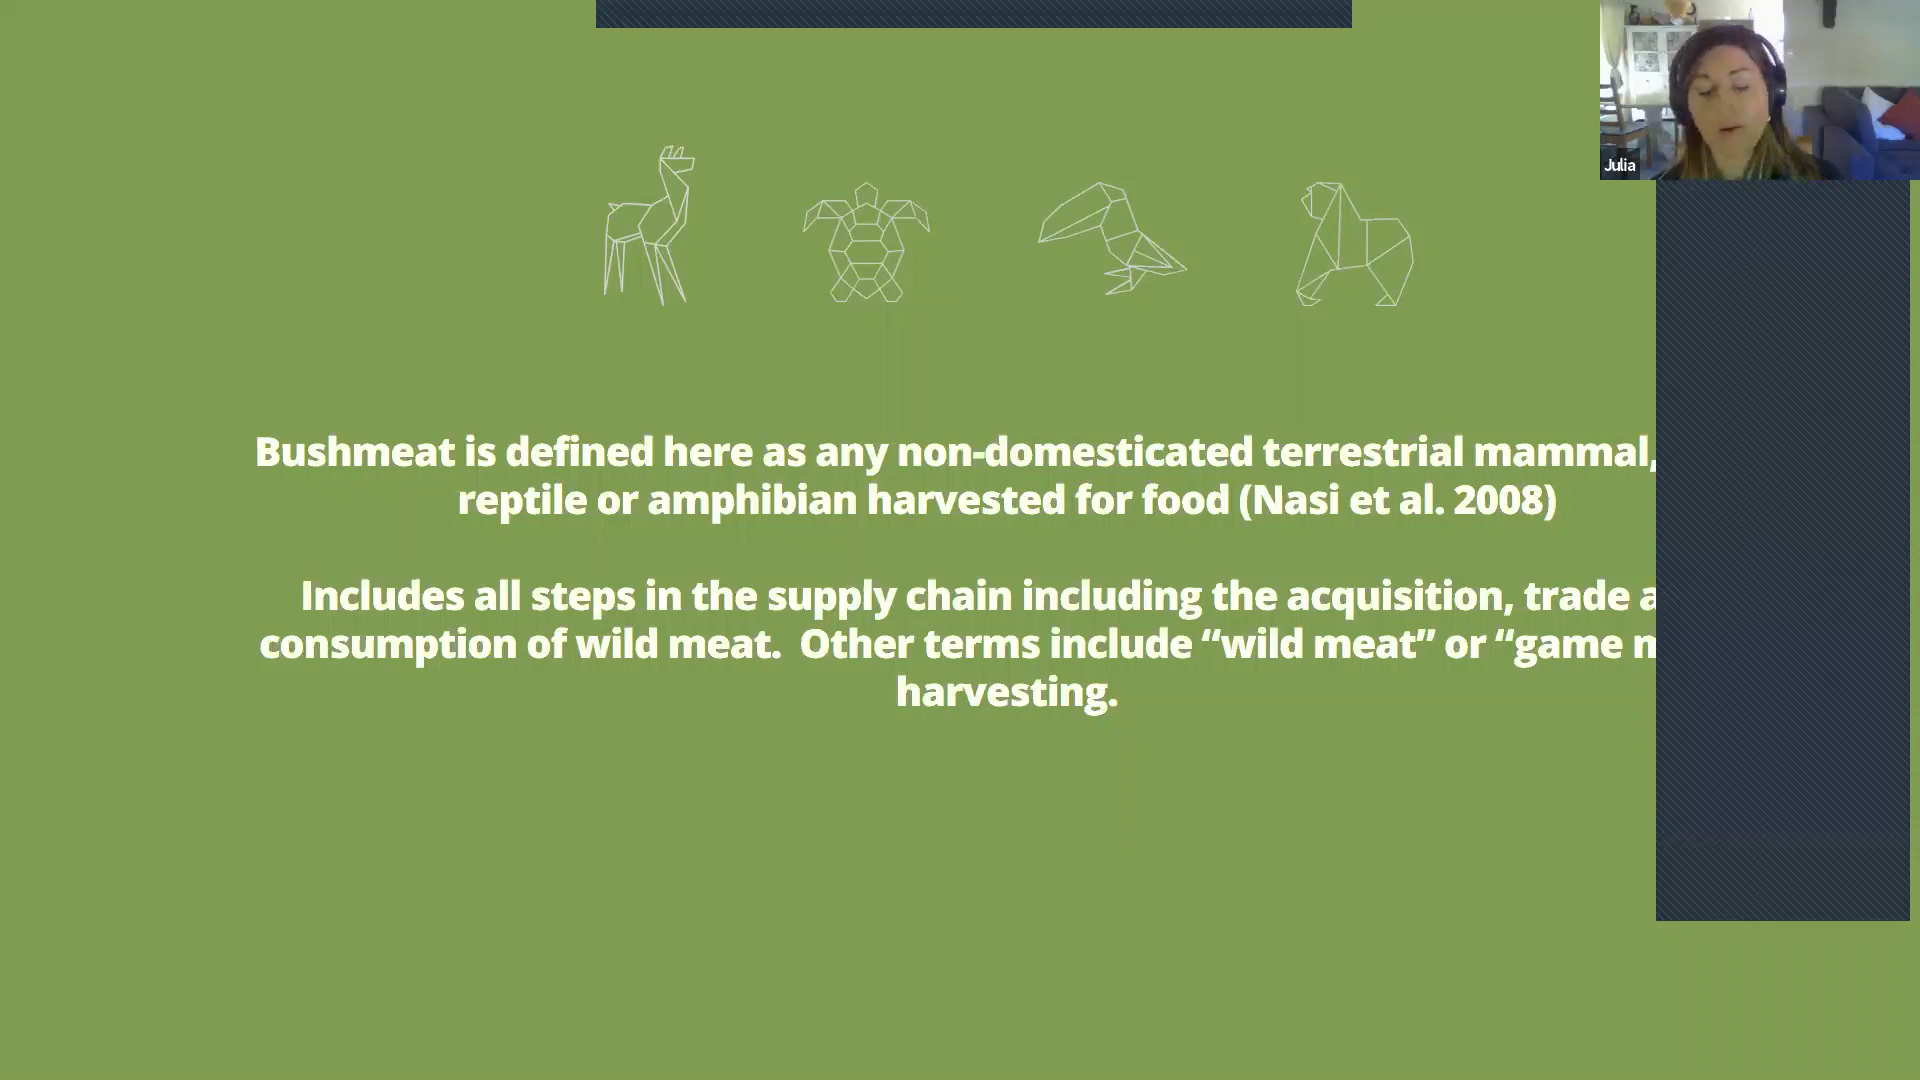 Julia
Bushmeat is defined here as any non-domesticated terrestrial mammal,
reptile or amphibian harvested for food (Nasi et al. 2008)
Includes all steps in the supply chain including the acquisition, trade
consumption of wild meat. Other terms include “wild meat” or “game
harvesting.